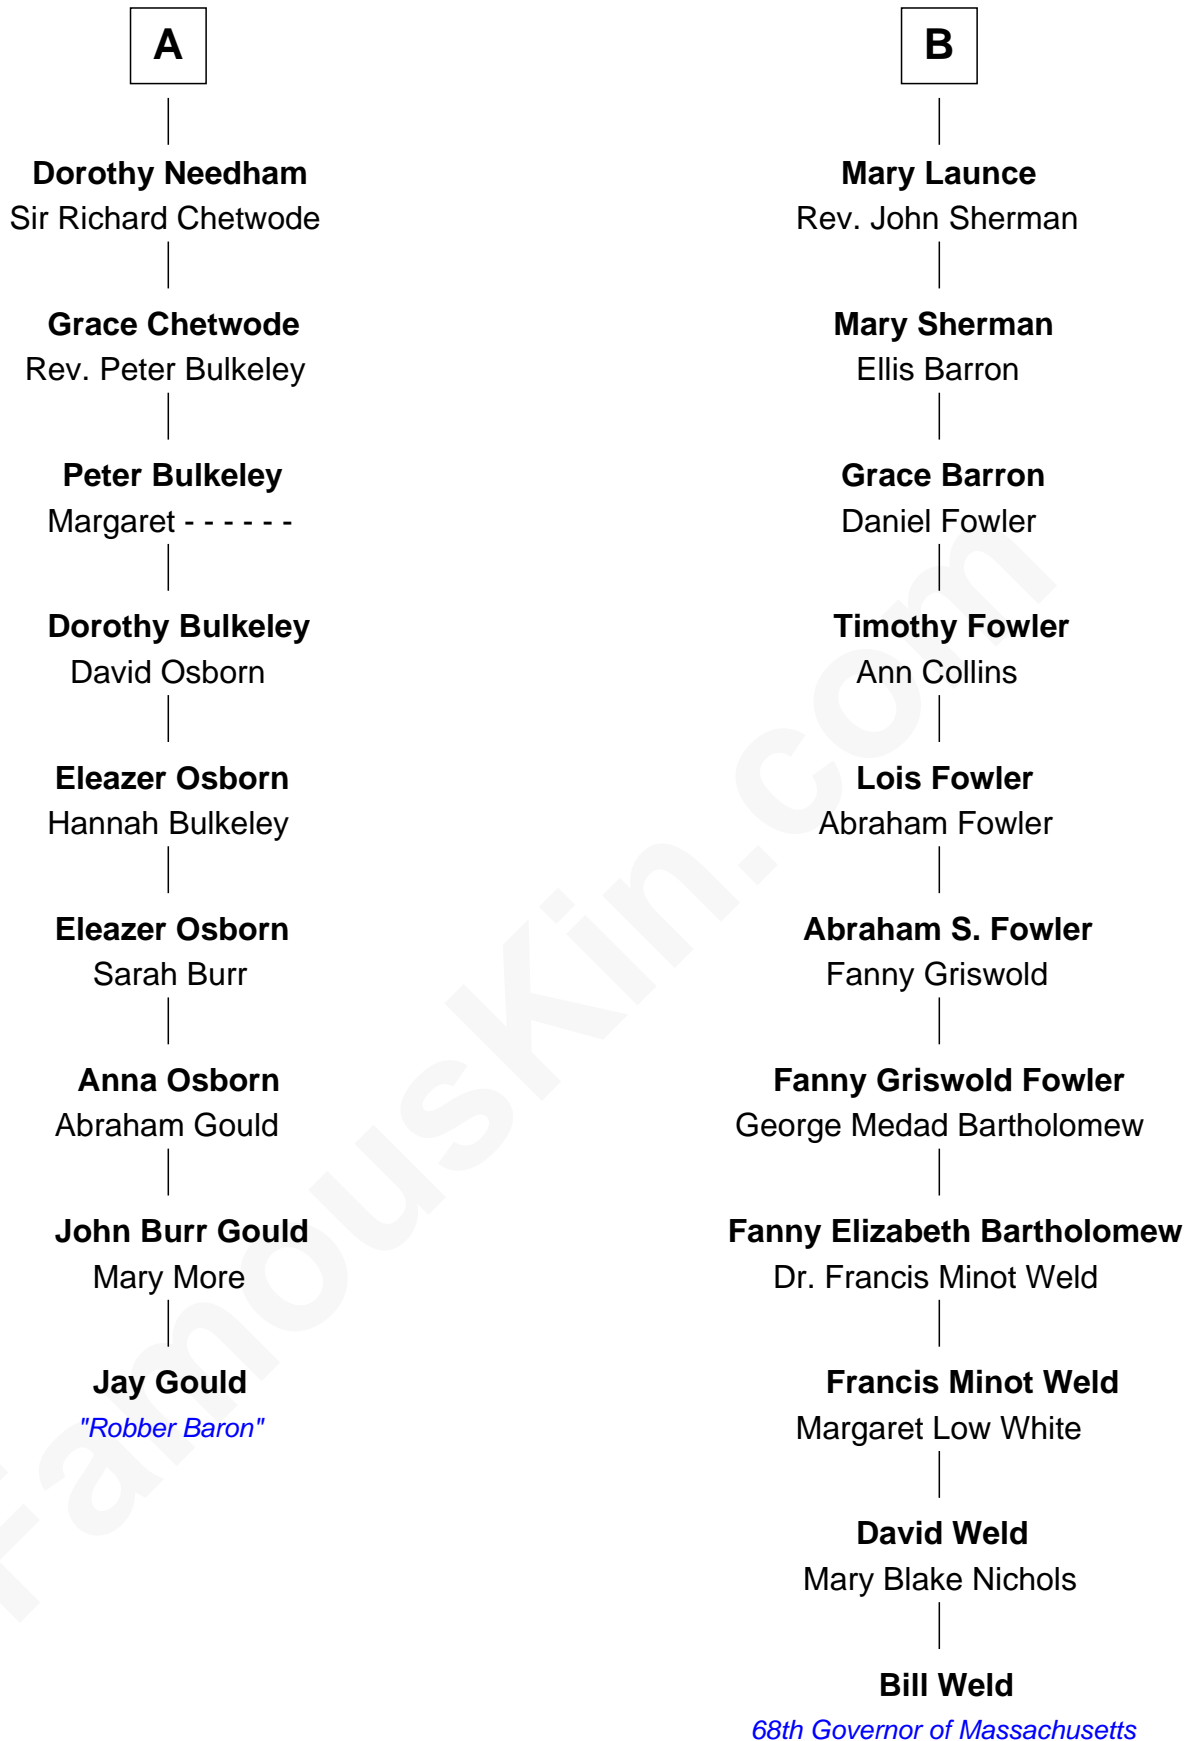 A
Dorothy Needham
Sir Richard Chetwode
Grace Chetwode
Rev. Peter Bulkeley
Peter Bulkeley
Margaret - - - - - -
Dorothy Bulkeley
David Osborn
Eleazer Osborn
Hannah Bulkeley
Eleazer Osborn
Sarah Burr
Anna Osborn
Abraham Gould
John Burr Gould
Mary More
Jay Gould
"Robber Baron"
B
Mary Launce
Rev. John Sherman
Mary Sherman
Ellis Barron
Grace Barron
Daniel Fowler
Timothy Fowler
Ann Collins
Lois Fowler
Abraham Fowler
Abraham S. Fowler
Fanny Griswold
Fanny Griswold Fowler
George Medad Bartholomew
Fanny Elizabeth Bartholomew
Dr. Francis Minot Weld
Francis Minot Weld
Margaret Low White
David Weld
Mary Blake Nichols
Bill Weld
68th Governor of Massachusetts
FamousKin.com